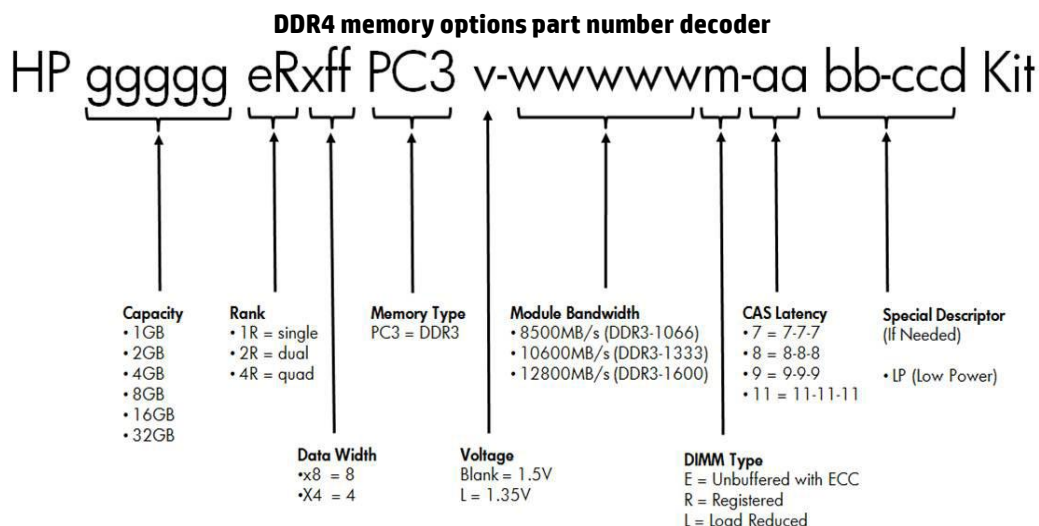 DDR4 memory options part number decoder
HP ggggg eRxff PC3 v-wwwwwm-aa bb-ccd Kit
Capacity
• 1GB
• 2GB
• 4GB
• 8GB
• 16GB
• 32GB
Rank
• 1R = single
• 2R = dual
• 4R = quad
Memory Type
PC3 = DDR3
Module Bandwidth
• 8500MB/s (DDR3-1066)
• 10600MB/s (DDR3-1333)
• 12800MB/s (DDR3-1600)
CAS Latency
• 7 = 7-7-7
• 8 = 8-8-8
• 9 = 9-9-9
• 11 = 11-11-11
Special Descriptor
(If Needed)
• LP (Low Power)
Data Width
•x8 = 8
•X4 = 4
Voltage
Blank = 1.5V
L = 1.35V
DIMM Type
E = Unbuffered with ECC
R = Registered
L = Load Reduced